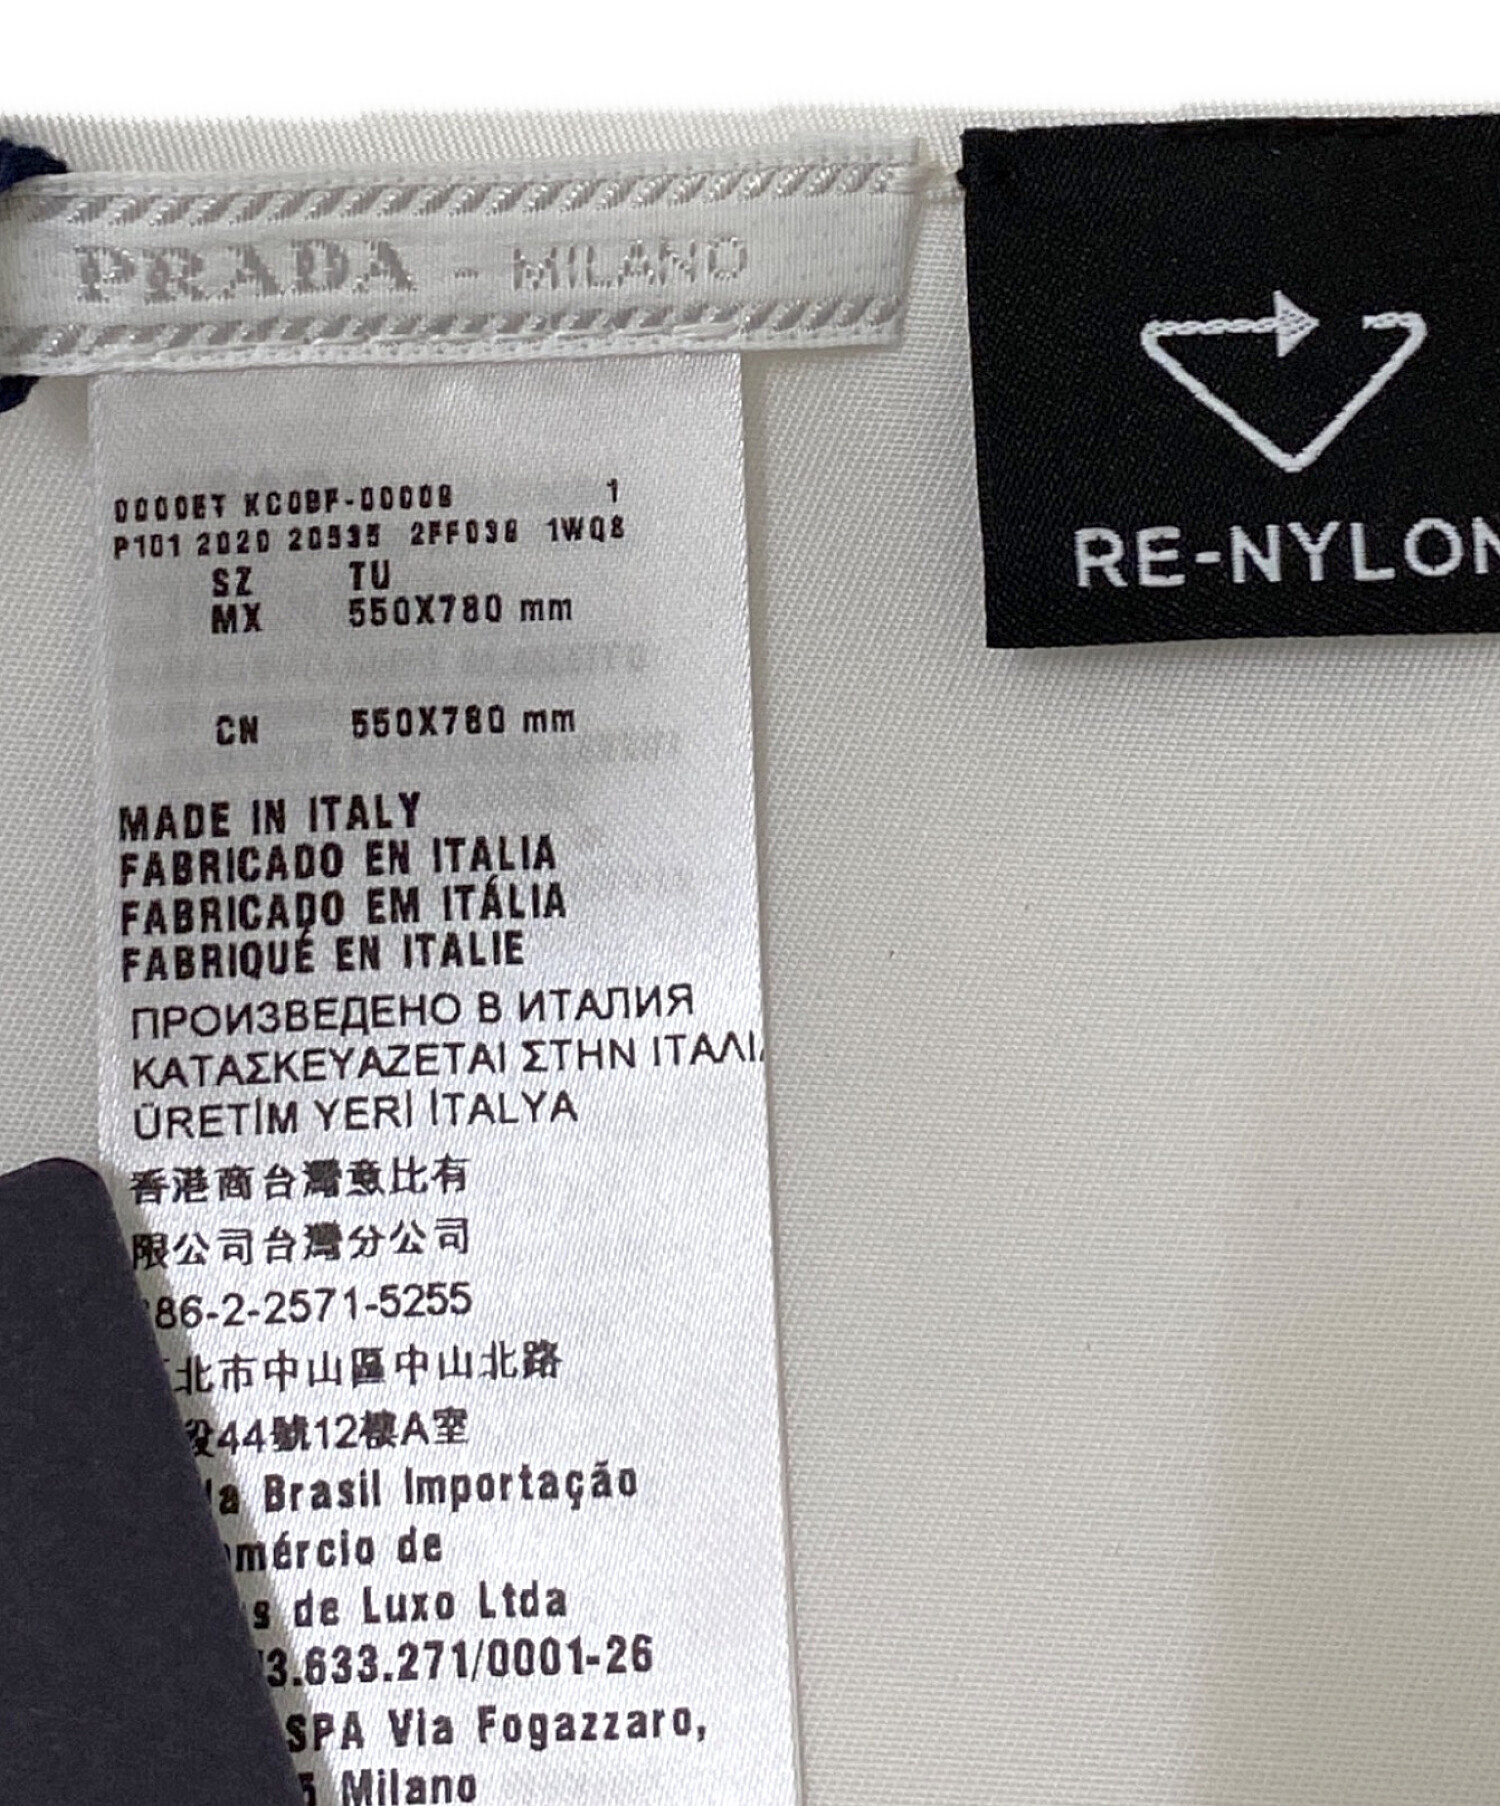 PRADA - MILANO
RE-NYLON
1
P101 2020 20535 2FF038 1WQ8
SZ TU
MX 550X780 mm
CN 550X780 mm
MADE IN ITALY
FABRICADO EN ITALIA
FABRICADO EM ITÁLIA
FABRIQUÉ EN ITALIE
ПРОИЗВЕДЕНО В ИТАЛИЯ
ΚΑΤΑΣΚΕΥΑΖΕΤΑΙ ΣΤΗΝ ΙΤΑΛΙ
ÜRETİM YERİ İTALYA
香港商台灣意比有
限公司台灣分公司
86-2-2571-5255
北市中山區中山北路
段44號12樓A室
a Brasil Importação
mércio de
s de Luxo Ltda
3.633.271/0001-26
SPA Via Fogazzaro,
Milano